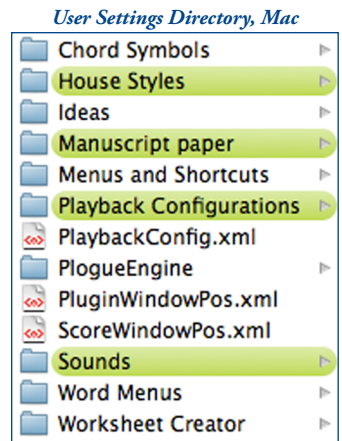 User Settings Directory, Mac
Chord Symbols
House Styles
Ideas
Manuscript paper
Menus and Shortcuts
Playback Configurations
PlaybackConfig.xml
PlogueEngine
PluginWindowPos.xml
ScoreWindowPos.xml
Sounds
Word Menus
Worksheet Creator